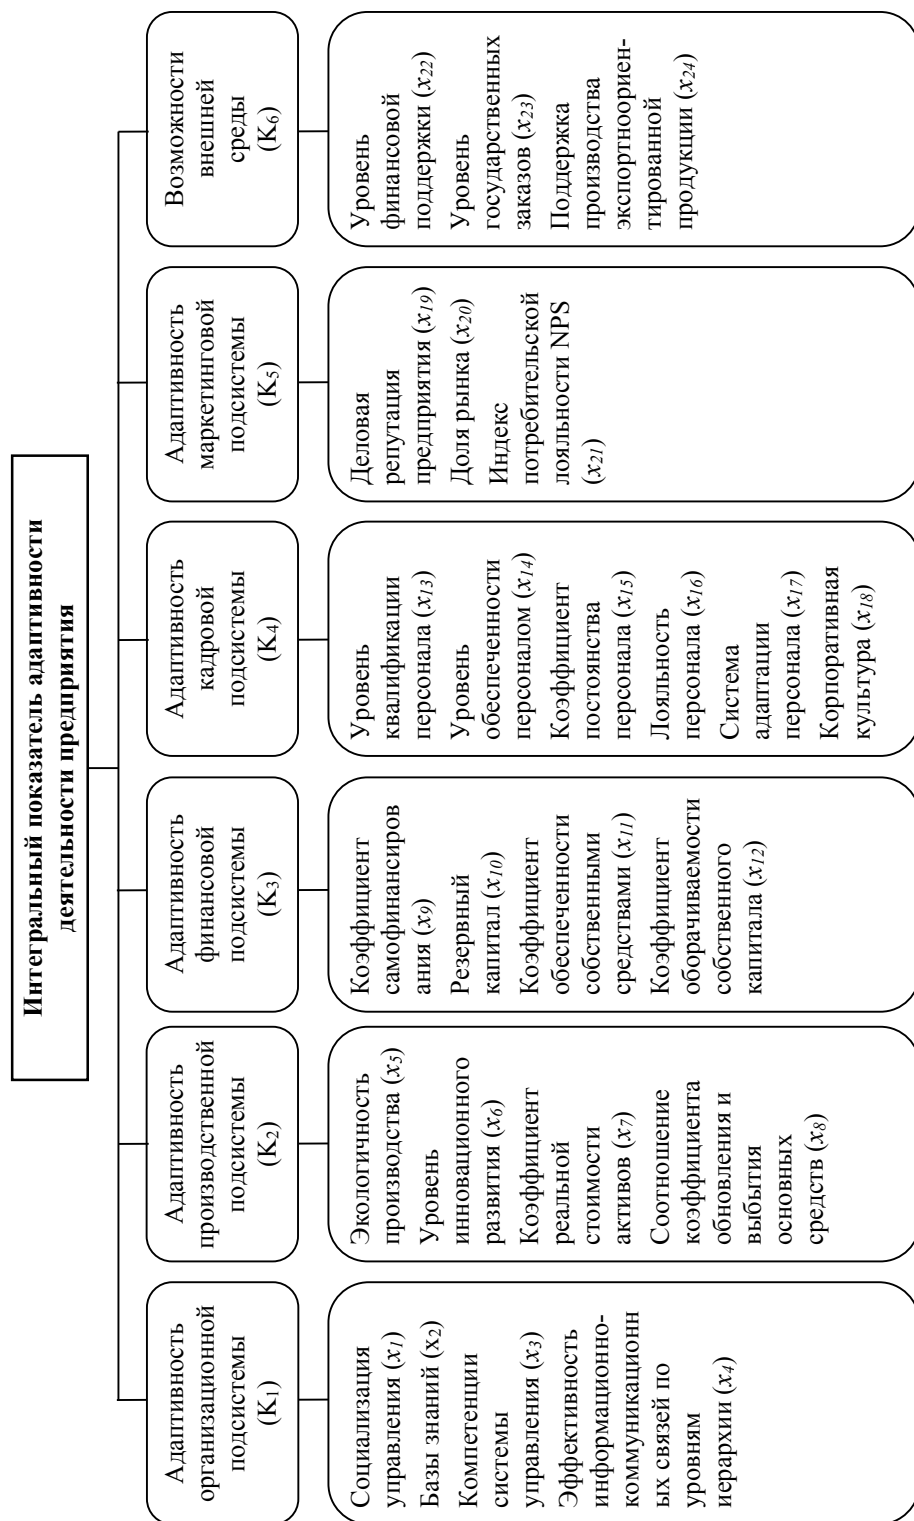 Интегральный показатель адаптивности
деятельности предприятия
Адаптивность
организационной
подсистемы
(K1)
Социализация
управления (x1)
Базы знаний (x2)
Компетенции
системы
управления (x3)
Эффективность
информационно-
коммуникационн
ых связей по
уровням
иерархии (x4)
Адаптивность
производственной
подсистемы
(K2)
Экологичность
производства (x5)
Уровень
инновационного
развития (x6)
Коэффициент
реальной
стоимости
активов (x7)
Соотношение
коэффициента
обновления и
выбытия
основных
средств (x8)
Адаптивность
финансовой
подсистемы
(K3)
Коэффициент
самофинансиров
ания (x9)
Резервный
капитал (x10)
Коэффициент
обеспеченности
собственными
средствами (x11)
Коэффициент
оборачиваемости
собственного
капитала (x12)
Адаптивность
кадровой
подсистемы
(K4)
Уровень
квалификации
персонала (x13)
Уровень
обеспеченности
персоналом (x14)
Коэффициент
постоянства
персонала (x15)
Лояльность
персонала (x16)
Система
адаптации
персонала (x17)
Корпоративная
культура (x18)
Адаптивность
маркетинговой
подсистемы
(K5)
Деловая
репутация
предприятия (x19)
Доля рынка (x20)
Индекс
потребительской
лояльности NPS
(x21)
Возможности
внешней
среды
(K6)
Уровень
финансовой
поддержки (x22)
Уровень
государственных
заказов (x23)
Поддержка
производства
экспортноориен-
тированной
продукции (x24)